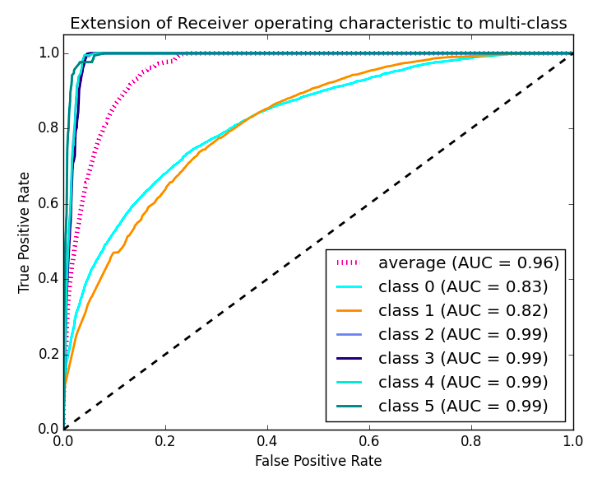 Extension of Receiver operating characteristic to multi-class
True Positive Rate
1.0
0.8
0.6
0.4
0.2
0.0
average (AUC = 0.96)
class 0 (AUC = 0.83)
class 1 (AUC = 0.82)
class 2 (AUC = 0.99)
class 3 (AUC = 0.99)
class 4 (AUC = 0.99)
class 5 (AUC = 0.99)
0.0 0.2 0.4 0.6 0.8 1.0
False Positive Rate